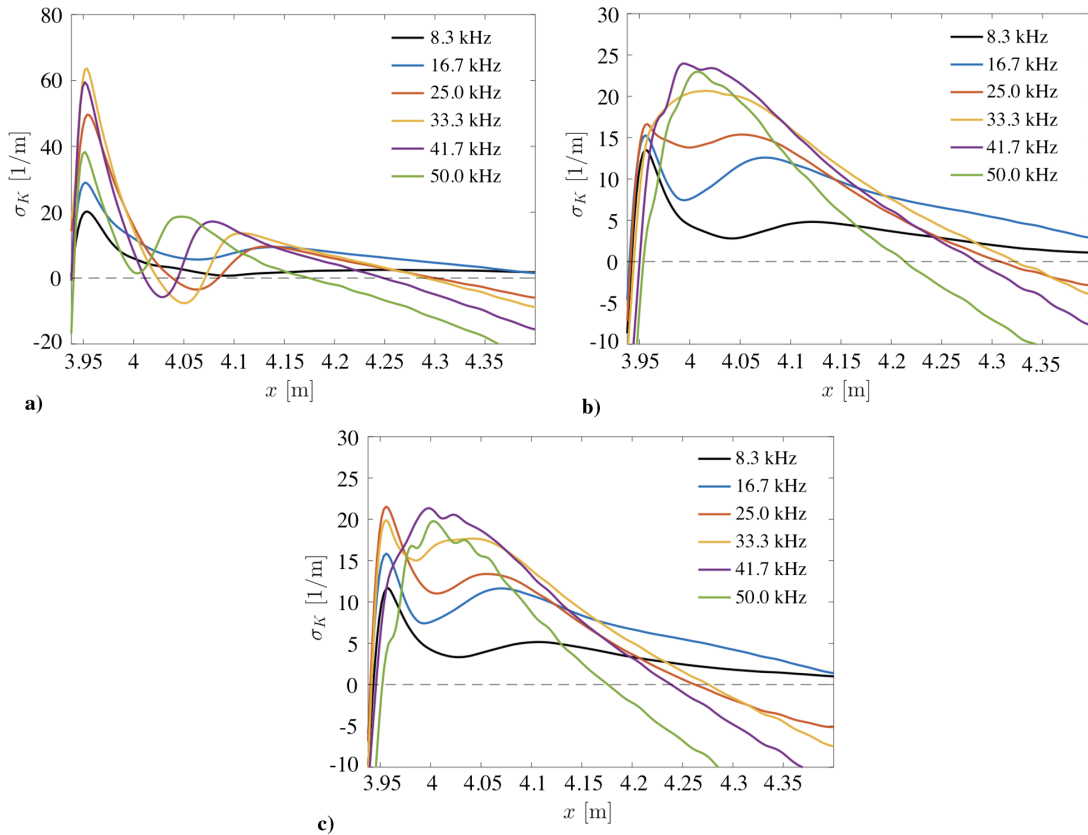 80
60
40
20
0
-20
σ_K [1/m]
3.95 4 4.05 4.1 4.15 4.2 4.25 4.3 4.35
x [m]
8.3 kHz
16.7 kHz
25.0 kHz
33.3 kHz
41.7 kHz
50.0 kHz
a)
30
25
20
15
10
5
0
-5
-10
σ_K [1/m]
3.95 4 4.05 4.1 4.15 4.2 4.25 4.3 4.35
x [m]
8.3 kHz
16.7 kHz
25.0 kHz
33.3 kHz
41.7 kHz
50.0 kHz
b)
30
25
20
15
10
5
0
-5
-10
σ_K [1/m]
3.95 4 4.05 4.1 4.15 4.2 4.25 4.3 4.35
x [m]
8.3 kHz
16.7 kHz
25.0 kHz
33.3 kHz
41.7 kHz
50.0 kHz
c)